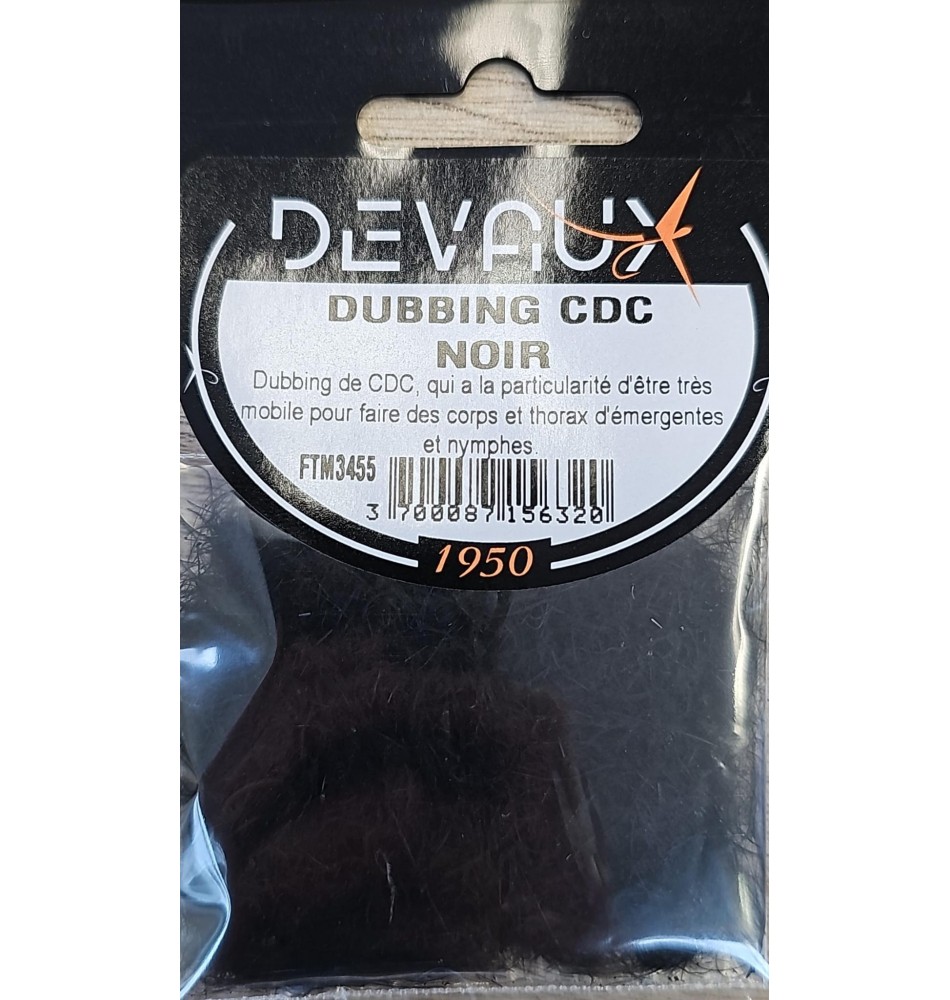 DEVAUX
DUBBING CDC
NOIR
Dubbing de CDC, qui a la particularité d'être très
mobile pour faire des corps et thorax d'émergentes
et nymphes.
FTM3455
3 700087 156320
1950